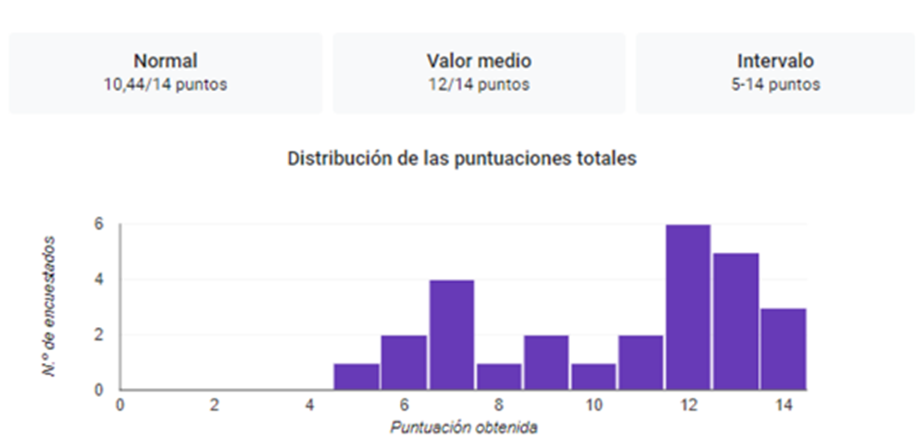 Normal
10,44/14 puntos
Valor medio
12/14 puntos
Intervalo
5-14 puntos
Distribución de las puntuaciones totales
N.º de encuestados
6
4
2
0
0 2 4 6 8 10 12 14
Puntuación obtenida